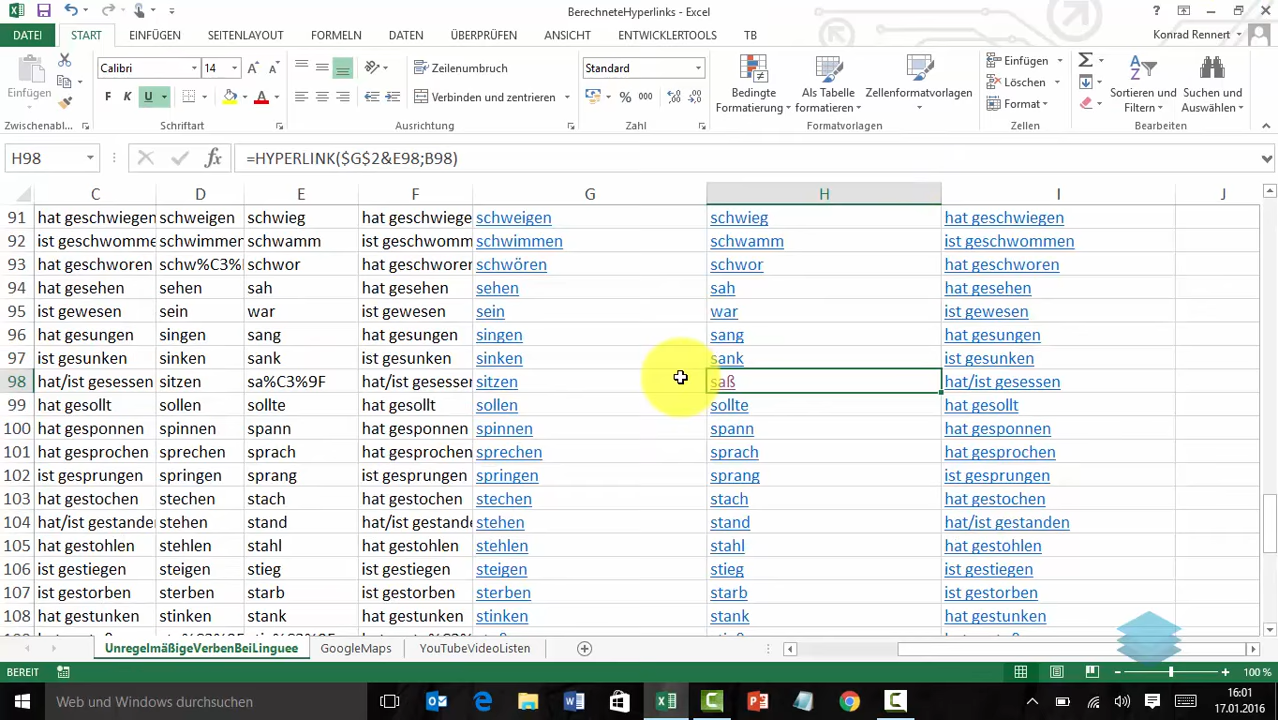 BerechneteHyperlinks - Excel
DATEI START EINFÜGEN SEITENLAYOUT FORMELN DATEN ÜBERPRÜFEN ANSICHT ENTWICKLERTOOLS TB Konrad Rennert
Einfügen
Calibri 14
F K U
Zeilenumbruch
Verbinden und zentrieren
Standard
% 000
Bedingte Formatierung
Als Tabelle formatieren
Zellenformatvorlagen
Einfügen
Löschen
Format
Sortieren und Filtern
Suchen und Auswählen
Zwischenabl... Schriftart Ausrichtung Zahl Formatvorlagen Zellen Bearbeiten
H98 fx =HYPERLINK($G$2&E98;B98)
C D E F G H I J
91 hat geschwiegen schweigen schwieg hat geschwiege schweigen schwieg hat geschwiegen
92 ist geschwomme schwimmen schwamm ist geschwomm schwimmen schwamm ist geschwommen
93 hat geschworen schw%C3% schwor hat geschworen schwören schwor hat geschworen
94 hat gesehen sehen sah hat gesehen sehen sah hat gesehen
95 ist gewesen sein war ist gewesen sein war ist gewesen
96 hat gesungen singen sang hat gesungen singen sang hat gesungen
97 ist gesunken sinken sank ist gesunken sinken sank ist gesunken
98 hat/ist gesessen sitzen sa%C3%9F hat/ist gesessen sitzen saß hat/ist gesessen
99 hat gesollt sollen sollte hat gesollt sollen sollte hat gesollt
100 hat gesponnen spinnen spann hat gesponnen spinnen spann hat gesponnen
101 hat gesprochen sprechen sprach hat gesprochen sprechen sprach hat gesprochen
102 ist gesprungen springen sprang ist gesprungen springen sprang ist gesprungen
103 hat gestochen stechen stach hat gestochen stechen stach hat gestochen
104 hat/ist gestanden stehen stand hat/ist gestande stehen stand hat/ist gestanden
105 hat gestohlen stehlen stahl hat gestohlen stehlen stahl hat gestohlen
106 ist gestiegen steigen stieg ist gestiegen steigen stieg ist gestiegen
107 ist gestorben sterben starb ist gestorben sterben starb ist gestorben
108 hat gestunken stinken stank hat gestunken stinken stank hat gestunken
UnregelmäßigeVerbenBeiLinguee GoogleMaps YouTubeVideoListen
BEREIT 100 %
Web und Windows durchsuchen
16:01
17.01.2016